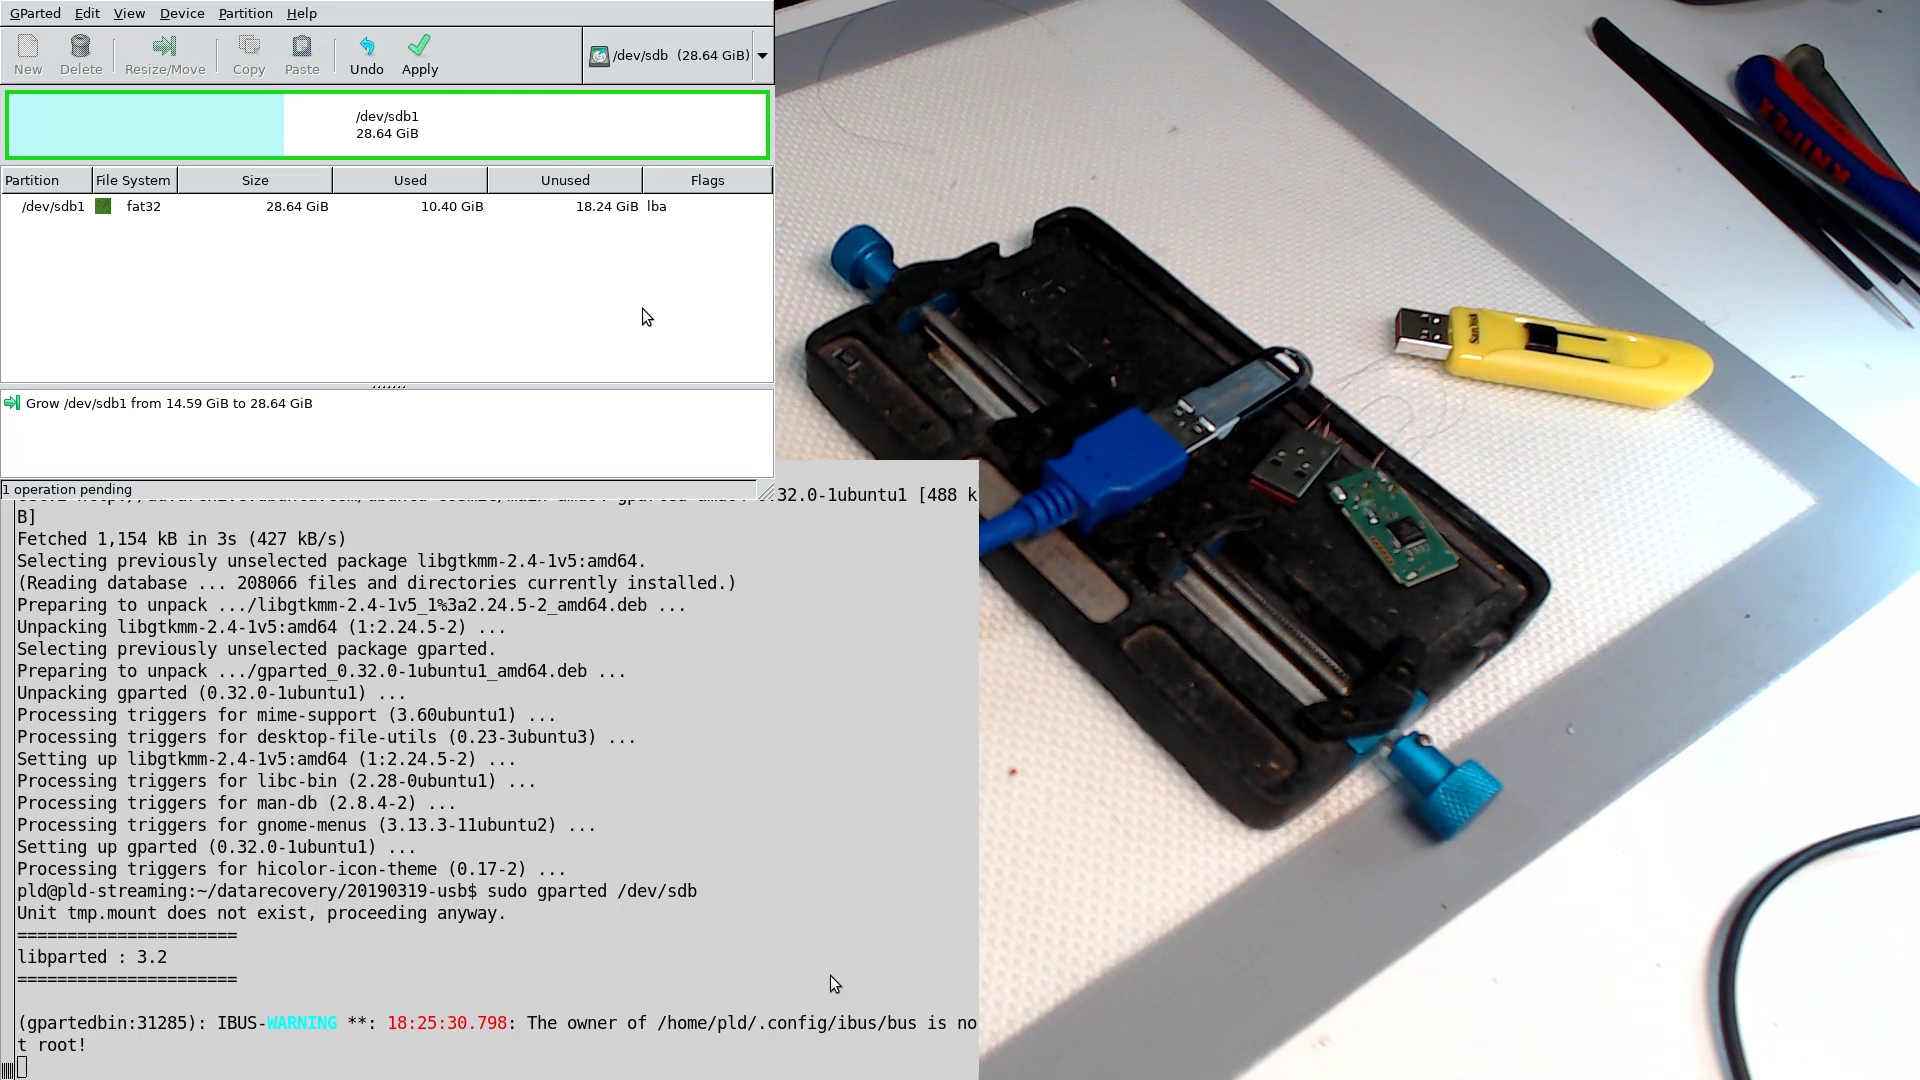 GParted Edit View Device Partition Help
New Delete Resize/Move Copy Paste Undo Apply /dev/sdb (28.64 GiB)
/dev/sdb1
28.64 GiB
Partition File System Size Used Unused Flags
/dev/sdb1 fat32 28.64 GiB 10.40 GiB 18.24 GiB lba
Grow /dev/sdb1 from 14.59 GiB to 28.64 GiB
1 operation pending
.32.0-1ubuntu1 [488 k
B]
Fetched 1,154 kB in 3s (427 kB/s)
Selecting previously unselected package libgtkmm-2.4-1v5:amd64.
(Reading database ... 208066 files and directories currently installed.)
Preparing to unpack .../libgtkmm-2.4-1v5_1%3a2.24.5-2_amd64.deb ...
Unpacking libgtkmm-2.4-1v5:amd64 (1:2.24.5-2) ...
Selecting previously unselected package gparted.
Preparing to unpack .../gparted_0.32.0-1ubuntu1_amd64.deb ...
Unpacking gparted (0.32.0-1ubuntu1) ...
Processing triggers for mime-support (3.60ubuntu1) ...
Processing triggers for desktop-file-utils (0.23-3ubuntu3) ...
Setting up libgtkmm-2.4-1v5:amd64 (1:2.24.5-2) ...
Processing triggers for libc-bin (2.28-0ubuntu1) ...
Processing triggers for man-db (2.8.4-2) ...
Processing triggers for gnome-menus (3.13.3-11ubuntu2) ...
Setting up gparted (0.32.0-1ubuntu1) ...
Processing triggers for hicolor-icon-theme (0.17-2) ...
pld@pld-streaming:~/datarecovery/20190319-usb$ sudo gparted /dev/sdb
Unit tmp.mount does not exist, proceeding anyway.
======================
libparted : 3.2
======================
(gpartedbin:31285): IBUS-WARNING **: 18:25:30.798: The owner of /home/pld/.config/ibus/bus is no
t root!
SanDisk
KNIPEX